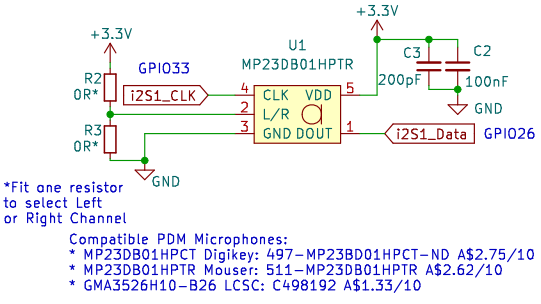 +3.3V
+3.3V
U1
MP23DB01HPTR
GPIO33
C3
C2
200pF
100nF
R2
0R*
i2S1_CLK
4 CLK VDD 5
2 L/R
3 GND DOUT 1
i2S1_Data
GPIO26
GND
R3
0R*
GND
*Fit one resistor
to select Left
or Right Channel
Compatible PDM Microphones:
* MP23DB01HPCT Digikey: 497-MP23BD01HPCT-ND A$2.75/10
* MP23DB01HPTR Mouser: 511-MP23DB01HPTR A$2.62/10
* GMA3526H10-B26 LCSC: C498192 A$1.33/10